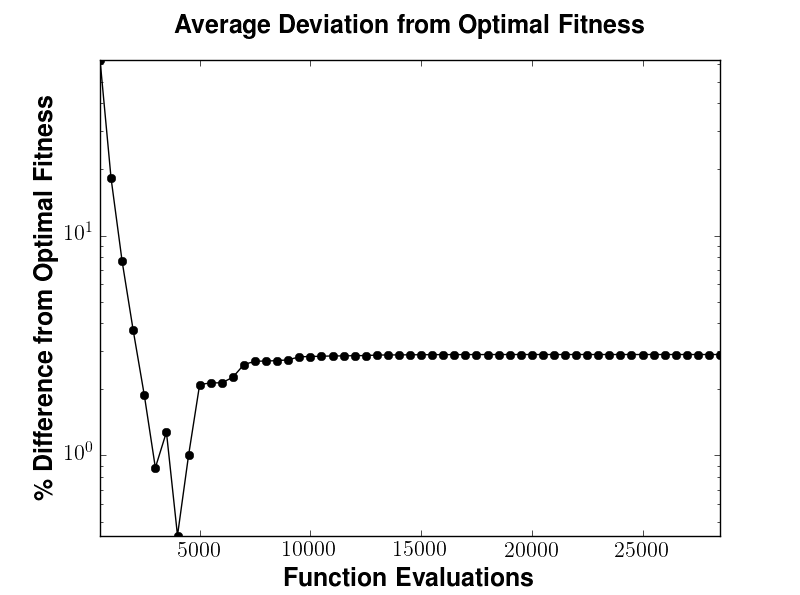 Average Deviation from Optimal Fitness
% Difference from Optimal Fitness
10^1
10^0
5000 10000 15000 20000 25000
Function Evaluations